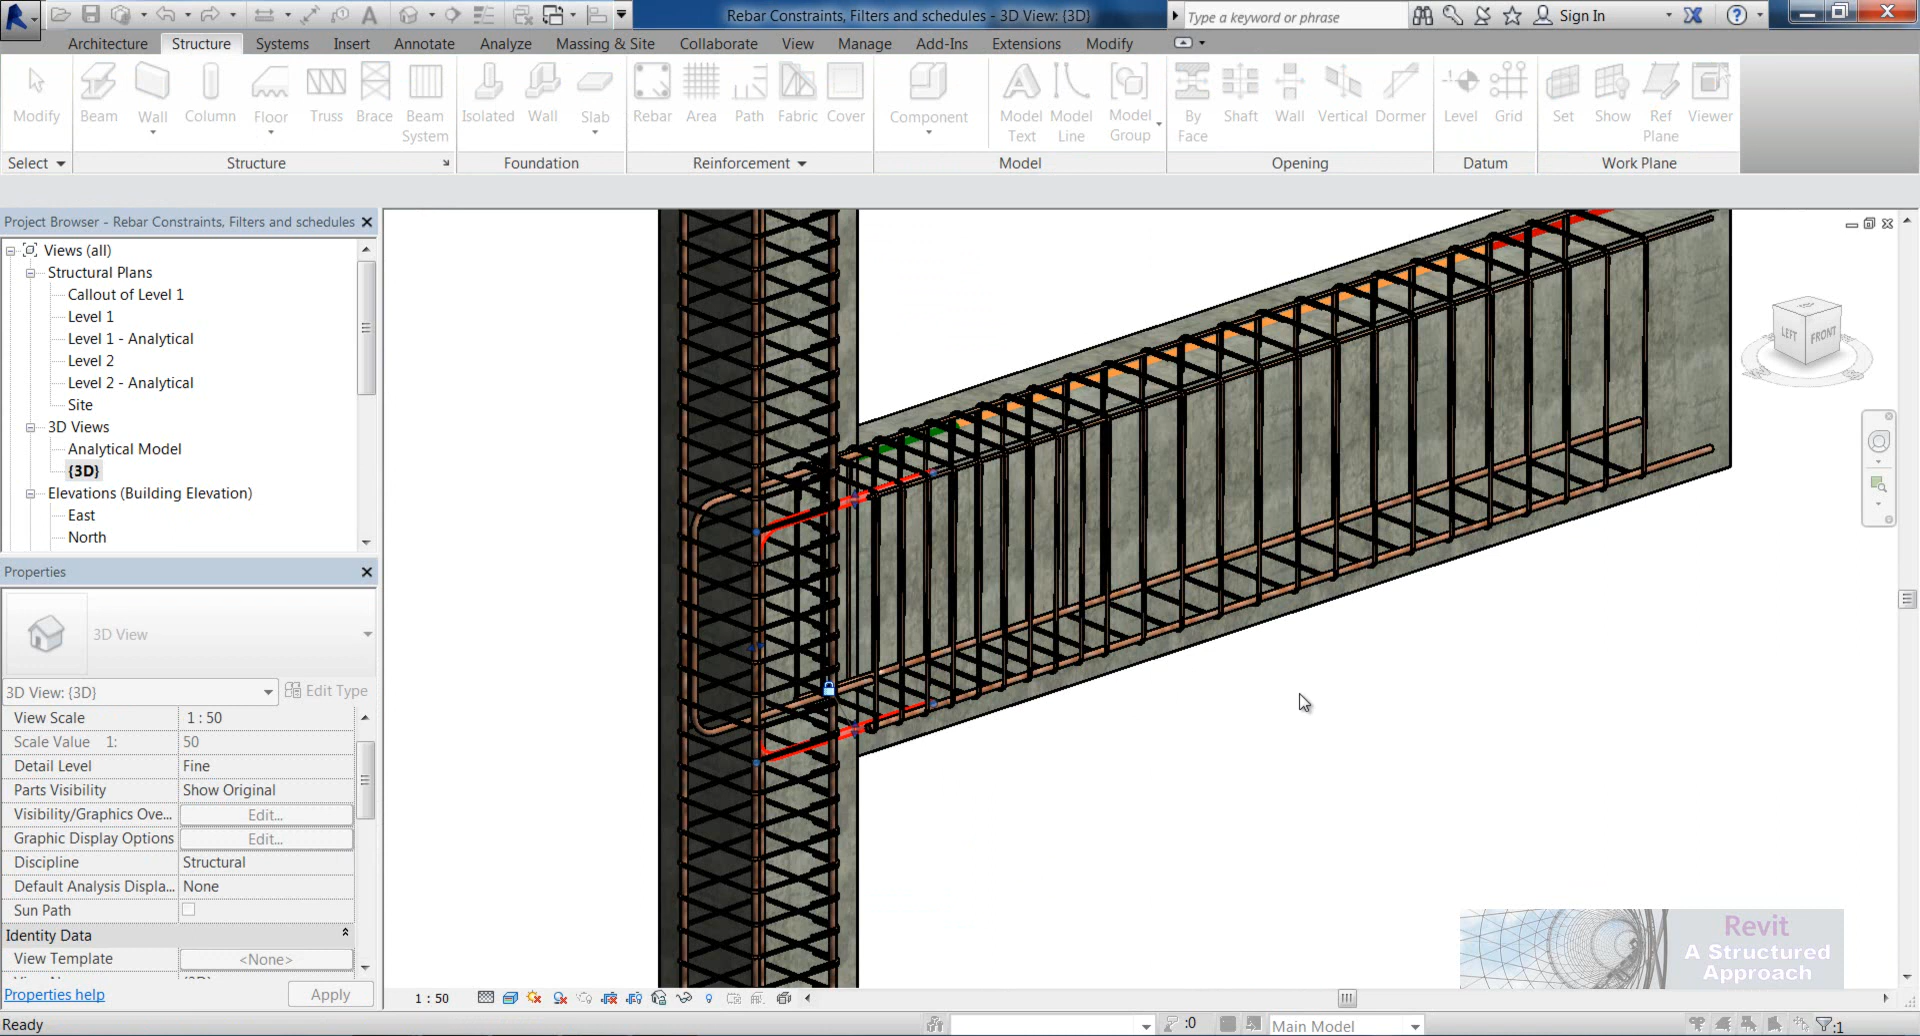 Rebar Constraints, Filters and schedules - 3D View: {3D}
Type a keyword or phrase
Sign In
Architecture Structure Systems Insert Annotate Analyze Massing & Site Collaborate View Manage Add-Ins Extensions Modify
Modify Beam Wall Column Floor Truss Brace Beam System Isolated Wall Slab Rebar Area Path Fabric Cover Component Model Text Model Line Model Group By Face Shaft Wall Vertical Dormer Level Grid Set Show Ref Plane Viewer
Select Structure Foundation Reinforcement Model Opening Datum Work Plane
Project Browser - Rebar Constraints, Filters and schedules
Views (all)
Structural Plans
Callout of Level 1
Level 1
Level 1 - Analytical
Level 2
Level 2 - Analytical
Site
3D Views
Analytical Model
{3D}
Elevations (Building Elevation)
East
North
Properties
3D View
3D View: {3D} Edit Type
View Scale 1 : 50
Scale Value 1: 50
Detail Level Fine
Parts Visibility Show Original
Visibility/Graphics Ove... Edit...
Graphic Display Options Edit...
Discipline Structural
Default Analysis Displa... None
Sun Path
Identity Data
View Template <None>
Properties help Apply
LEFT FRONT
Revit
A Structured
Approach
1 : 50
Ready
:0 Main Model :1